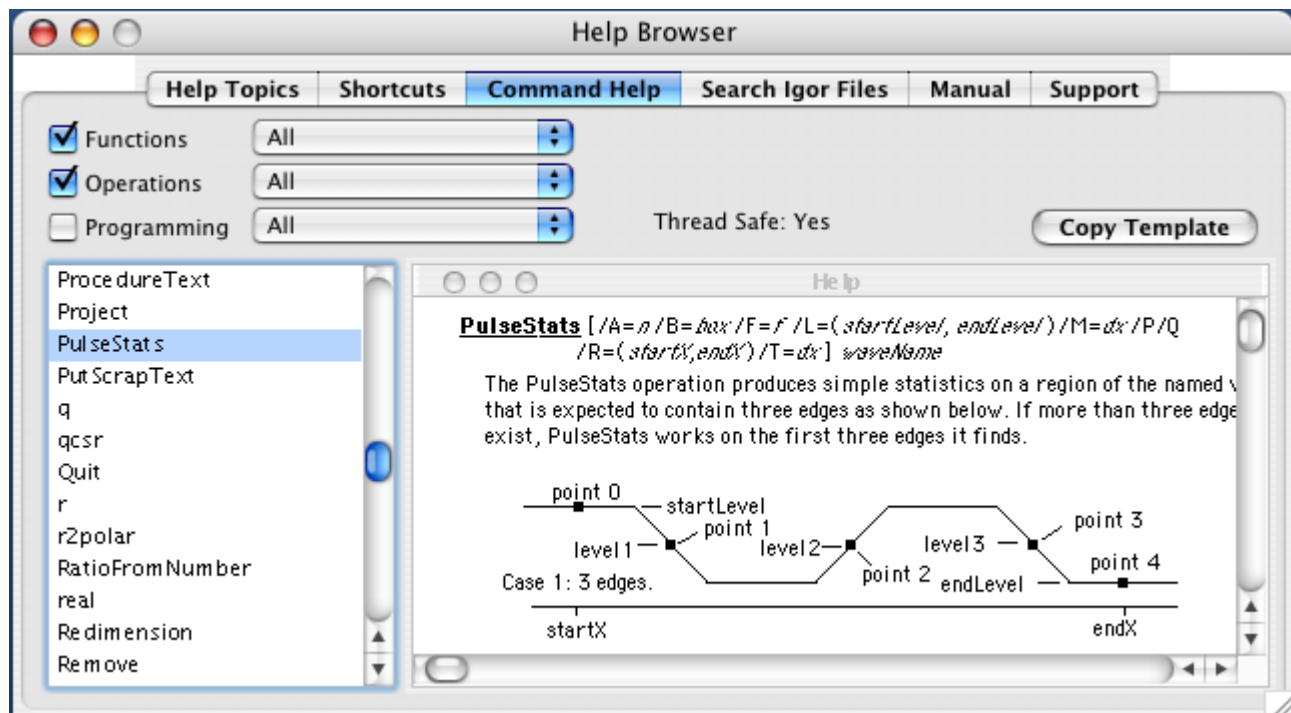 Help Browser
Help Topics Shortcuts Command Help Search Igor Files Manual Support
Functions All
Operations All
Programming All Thread Safe: Yes Copy Template
ProcedureText
Project
PulseStats
PutScrapText
q
qcsr
Quit
r
r2polar
RatioFromNumber
real
Redimension
Remove
Help
PulseStats [/A=n /B=box /F=f /L=(startLevel, endLevel) /M=dx /P/Q
/R=(startX,endX) /T=dx] waveName
The PulseStats operation produces simple statistics on a region of the named
that is expected to contain three edges as shown below. If more than three edge
exist, PulseStats works on the first three edges it finds.
point 0
startLevel
point 1
level1
level2
point 2
level3
point 3
point 4
endLevel
Case 1: 3 edges.
startX endX